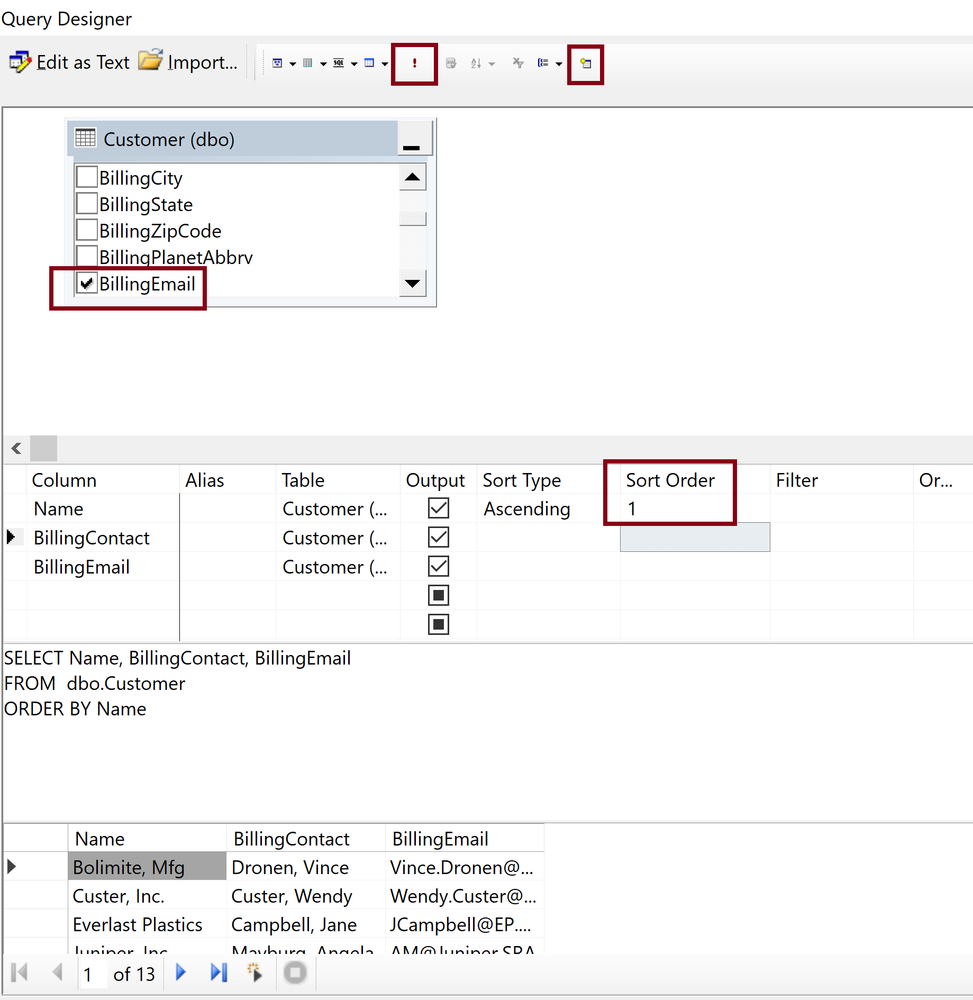 Query Designer
Edit as Text Import...
SQL
Customer (dbo)
BillingCity
BillingState
BillingZipCode
BillingPlanetAbbrv
BillingEmail
Column Alias Table Output Sort Type Sort Order Filter Or...
Name Customer (... Ascending 1
BillingContact Customer (...
BillingEmail Customer (...
SELECT Name, BillingContact, BillingEmail
FROM dbo.Customer
ORDER BY Name
Name BillingContact BillingEmail
Bolimite, Mfg Dronen, Vince Vince.Dronen@...
Custer, Inc. Custer, Wendy Wendy.Custer@...
Everlast Plastics Campbell, Jane JCampbell@EP....
Juniper, Inc. Mayburg, Angela AM@Juniper.SRA
1 of 13